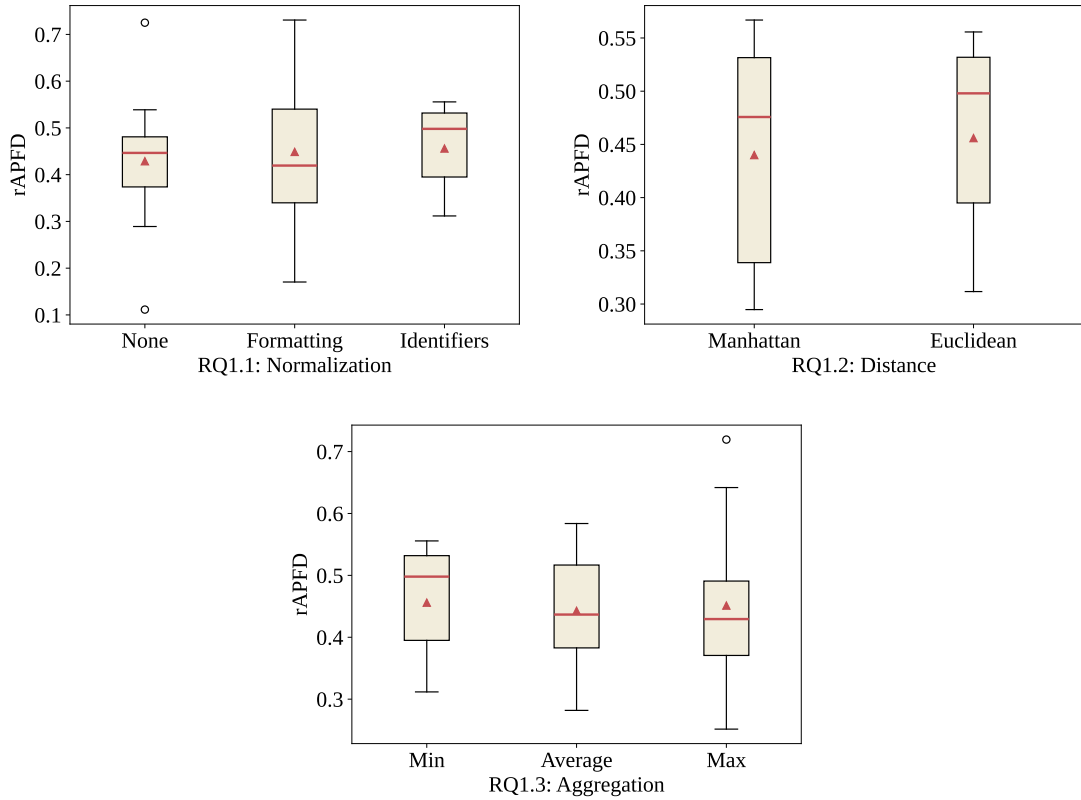 0.7
0.6
0.5
0.4
0.3
0.2
0.1
rAPFD
None Formatting Identifiers
RQ1.1: Normalization
0.55
0.50
0.45
0.40
0.35
0.30
rAPFD
Manhattan Euclidean
RQ1.2: Distance
0.7
0.6
0.5
0.4
0.3
rAPFD
Min Average Max
RQ1.3: Aggregation